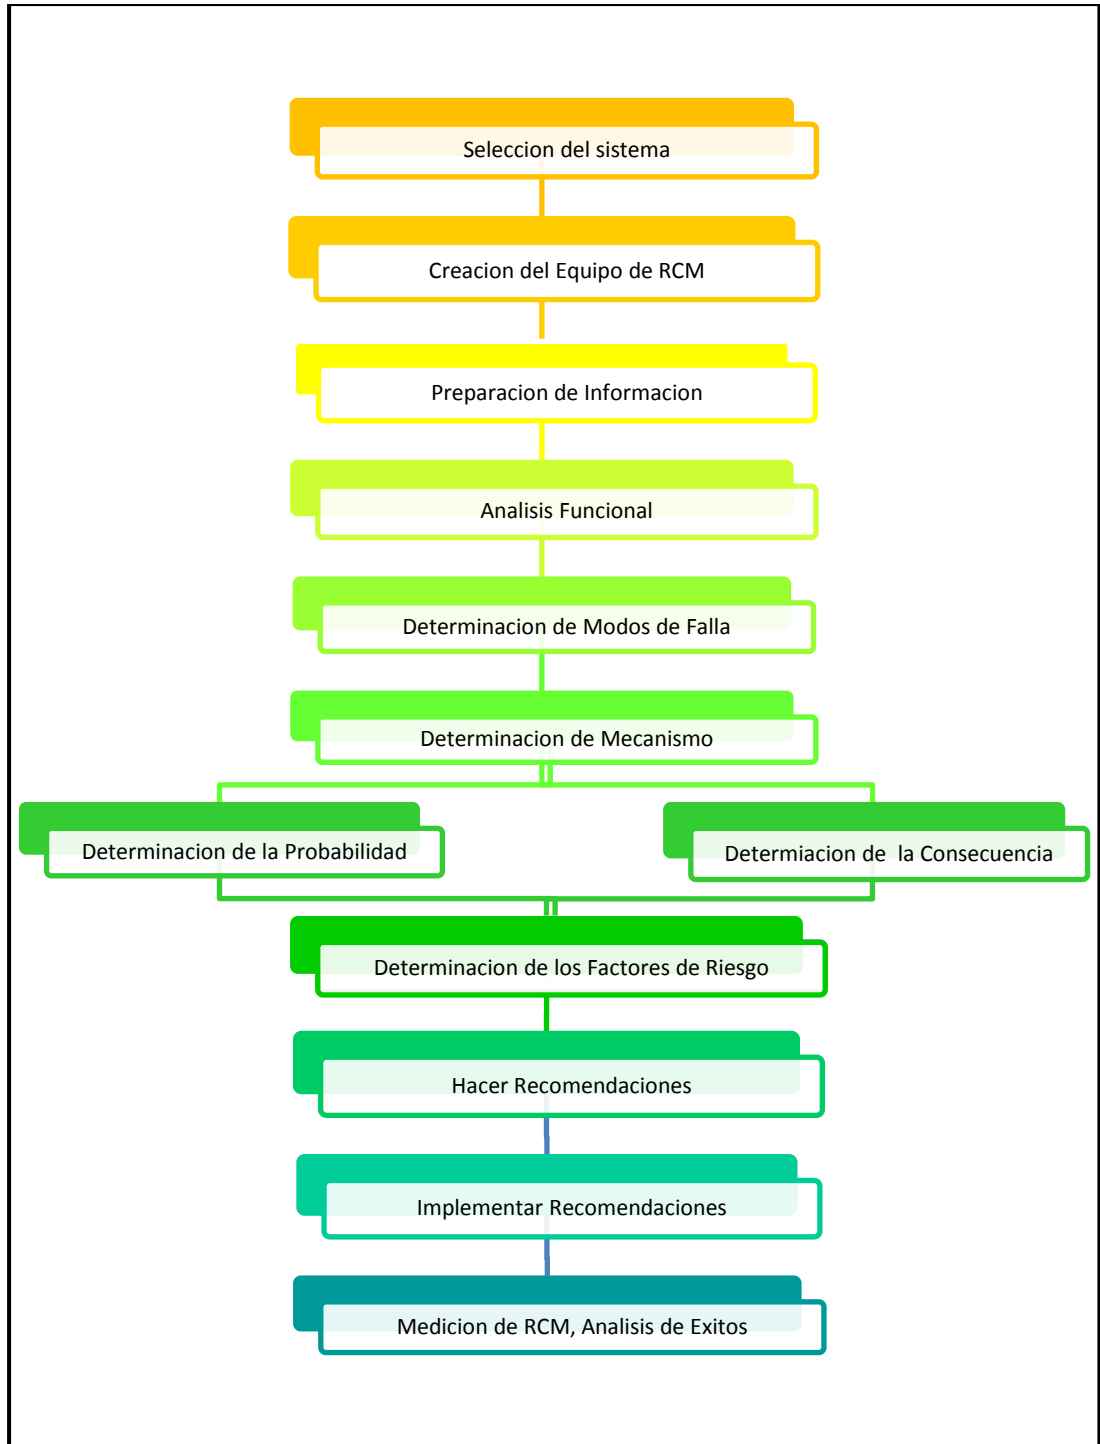 Seleccion del sistema
Creacion del Equipo de RCM
Preparacion de Informacion
Analisis Funcional
Determinacion de Modos de Falla
Determinacion de Mecanismo
Determinacion de la Probabilidad
Determiacion de  la Consecuencia
Determinacion de los Factores de Riesgo
Hacer Recomendaciones
Implementar Recomendaciones
Medicion de RCM, Analisis de Exitos